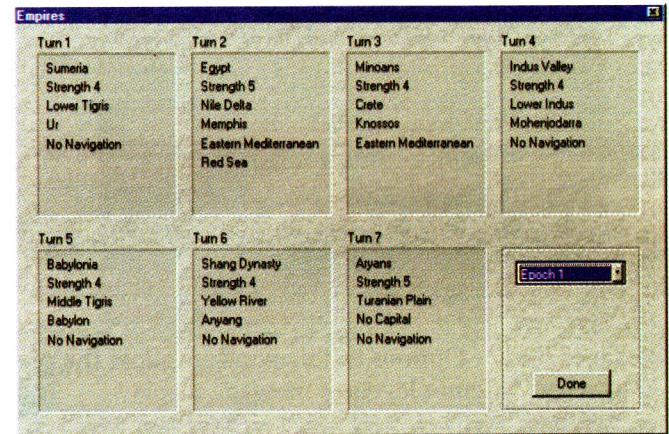 Empires
Turn 1
Sumeria
Strength 4
Lower Tigris
Ur
No Navigation
Turn 2
Egypt
Strength 5
Nile Delta
Memphis
Eastern Mediterranean
Red Sea
Turn 3
Minoans
Strength 4
Crete
Knossos
Eastern Mediterranean
Turn 4
Indus Valley
Strength 4
Lower Indus
Mohenjodarra
No Navigation
Turn 5
Babylonia
Strength 4
Middle Tigris
Babylon
No Navigation
Turn 6
Shang Dynasty
Strength 4
Yellow River
Anyang
No Navigation
Turn 7
Aryans
Strength 5
Turanian Plain
No Capital
No Navigation
Epoch 1
Done